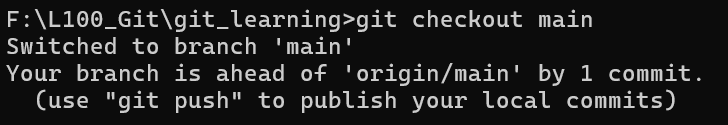 F:\L100_Git\git_learning>git checkout main
Switched to branch 'main'
Your branch is ahead of 'origin/main' by 1 commit.
  (use "git push" to publish your local commits)